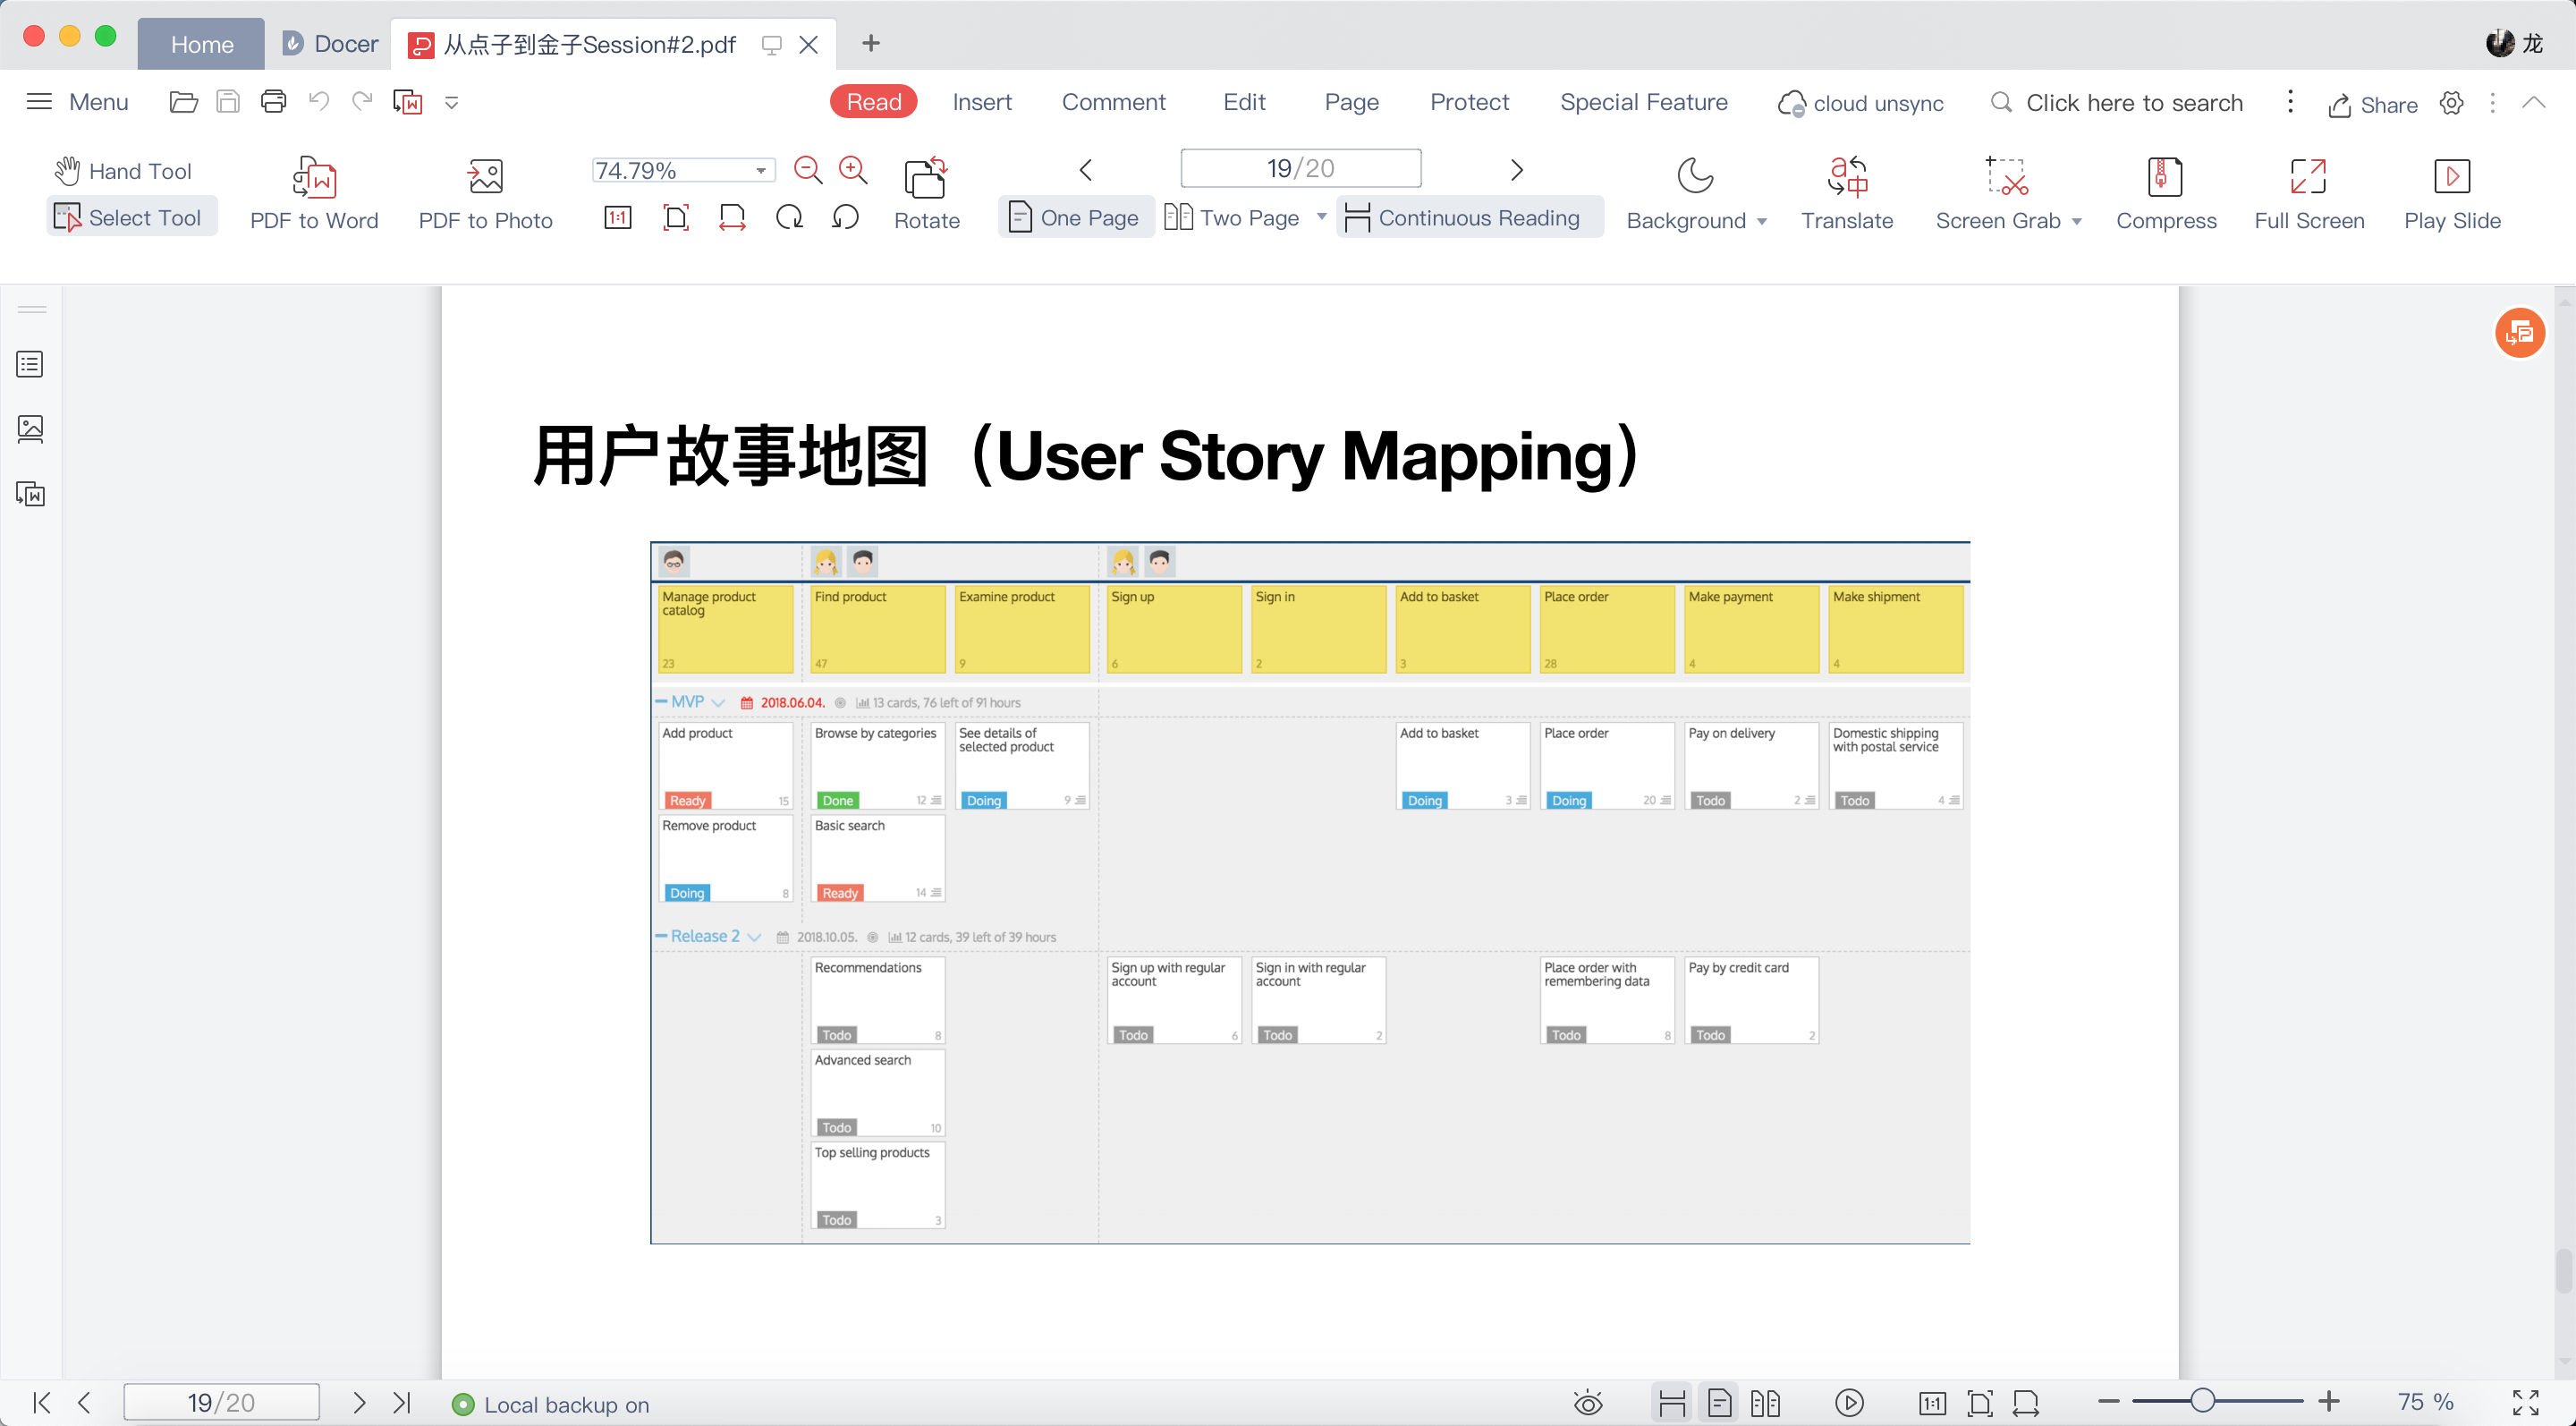 Home
Docer
从点子到金子Session#2.pdf
龙
Menu
Read
Insert
Comment
Edit
Page
Protect
Special Feature
cloud unsync
Click here to search
Share
Hand Tool
Select Tool
PDF to Word
PDF to Photo
74.79%
1:1
Rotate
19/20
One Page
Two Page
Continuous Reading
Background
Translate
Screen Grab
Compress
Full Screen
Play Slide
用户故事地图（User Story Mapping）
Manage product
catalog
23
Find product
47
Examine product
9
Sign up
6
Sign in
2
Add to basket
3
Place order
28
Make payment
4
Make shipment
4
MVP 2018.06.04. 13 cards, 76 left of 91 hours
Add product
Ready 15
Browse by categories
Done 12
See details of
selected product
Doing 9
Add to basket
Doing 3
Place order
Doing 20
Pay on delivery
Todo 2
Domestic shipping
with postal service
Todo 4
Remove product
Doing 8
Basic search
Ready 14
Release 2 2018.10.05. 12 cards, 39 left of 39 hours
Recommendations
Todo 8
Sign up with regular
account
Todo 6
Sign in with regular
account
Todo 2
Place order with
remembering data
Todo 8
Pay by credit card
Todo 2
Advanced search
Todo 10
Top selling products
Todo 3
19/20
Local backup on
1:1
75 %